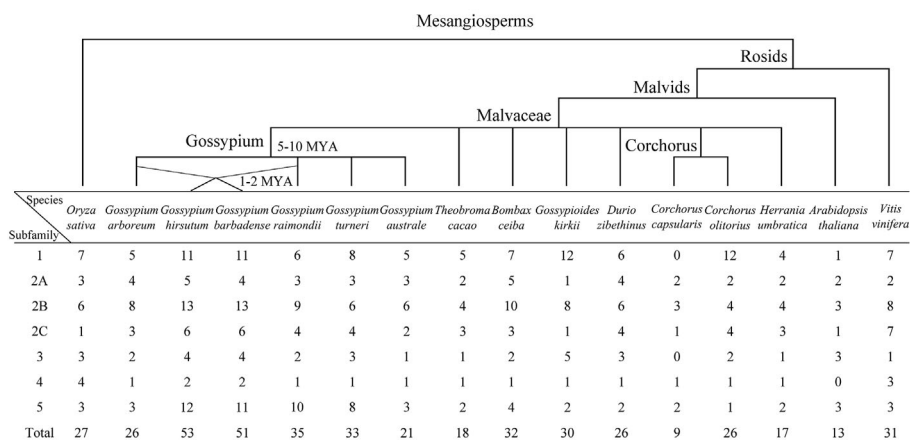 Mesangiosperms
Rosids
Malvids
Malvaceae
Gossypium 5-10 MYA
Corchorus
1-2 MYA
Species
Oryza Gossypium Gossypium Gossypium Gossypium Gossypium Gossypium Theobroma Bombax Gossypioides Durio Corchorus Corchorus Herrania Arabidopsis Vitis
sativa arboreum hirsutum barbadense raimondii turneri australe cacao ceiba kirkii zibethinus capsularis olitorius umbratica thaliana vinifera
Subfamily
1 7 5 11 11 6 8 5 5 7 12 6 0 12 4 1 7
2A 3 4 5 4 3 3 3 2 5 1 4 2 2 2 2 2
2B 6 8 13 13 9 6 6 4 10 8 6 3 4 4 3 8
2C 1 3 6 6 4 4 2 3 3 1 4 1 4 3 1 7
3 3 2 4 4 2 3 1 1 2 5 3 0 2 1 3 1
4 4 1 2 2 1 1 1 1 1 1 1 1 1 1 0 3
5 3 3 12 11 10 8 3 2 4 2 2 2 1 2 3 3
Total 27 26 53 51 35 33 21 18 32 30 26 9 26 17 13 31